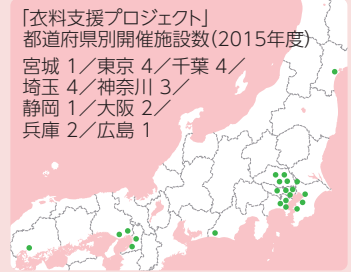 「衣料支援プロジェクト」
都道府県別開催施設数(2015年度)
宮城 1／東京 4／千葉 4／
埼玉 4／神奈川 3／
静岡 1／大阪 2／
兵庫 2／広島 1